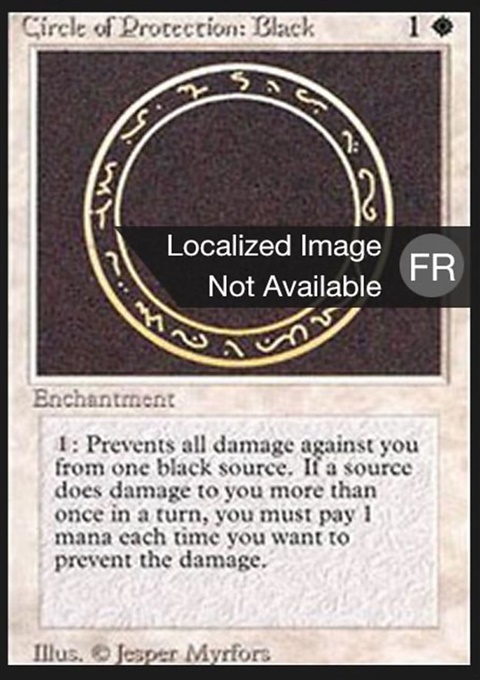 Circle of Protection: Black 1
Localized Image
Not Available
FR
Enchantment
1: Prevents all damage against you
from one black source. If a source
does damage to you more than
once in a turn, you must pay 1
mana each time you want to
prevent the damage.
Illus. © Jesper Myrfors